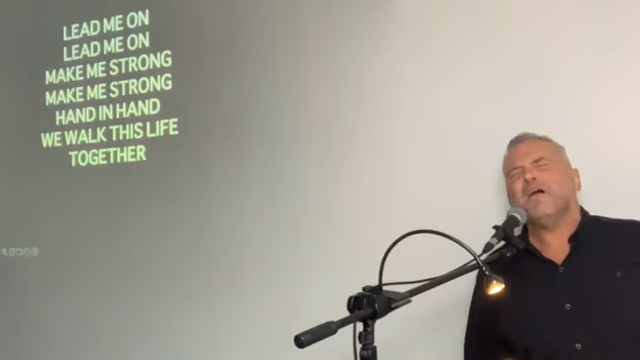 LEAD ME ON
LEAD ME ON
MAKE ME STRONG
MAKE ME STRONG
HAND IN HAND
WE WALK THIS LIFE
TOGETHER